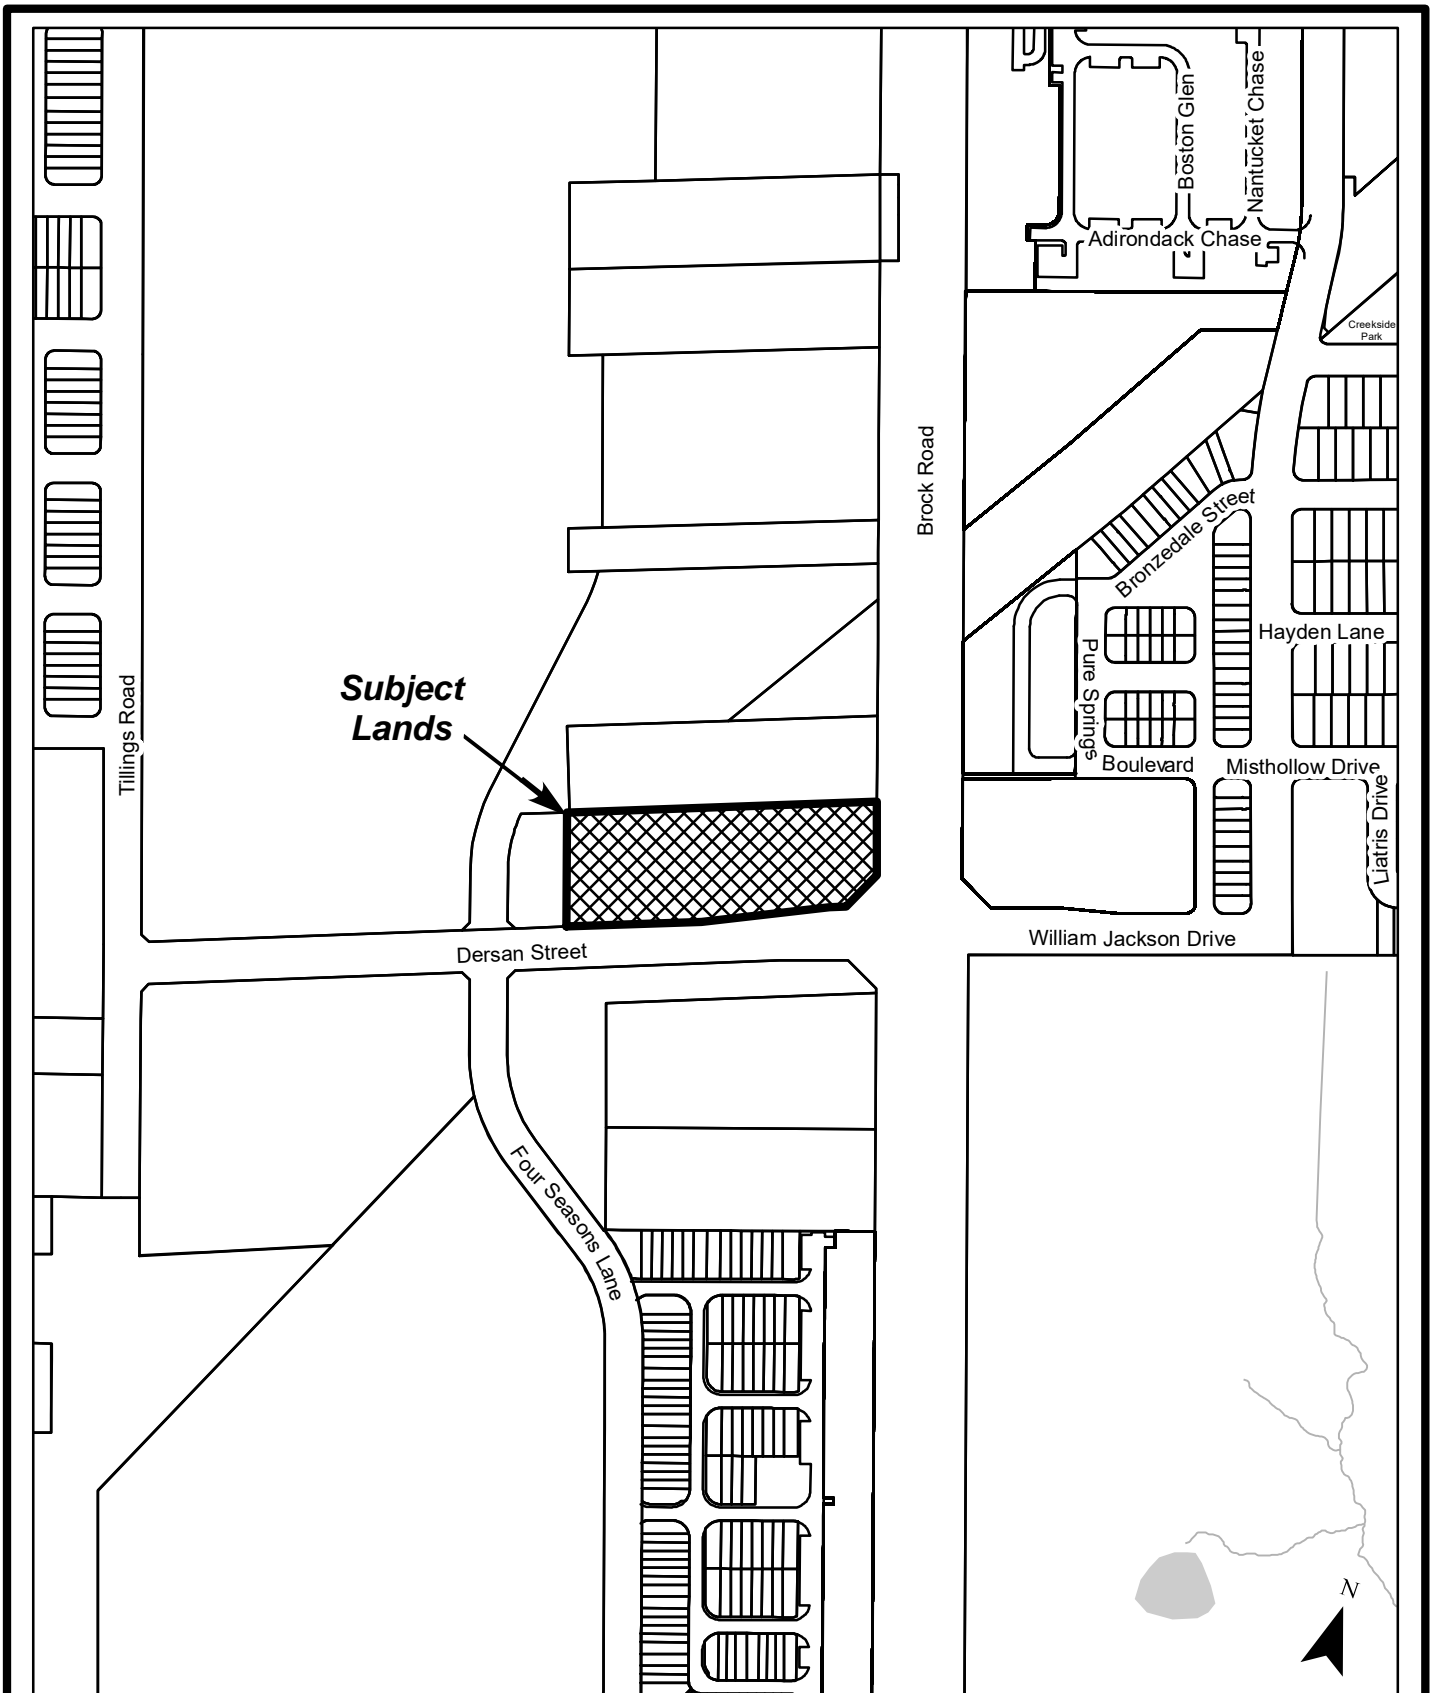 Boston Glen
Nantucket Chase
Adirondack Chase
Creekside
Park
Brock Road
Bronzedale Street
Hayden Lane
Pure Springs
Boulevard
Misthollow Drive
Liatris Drive
Subject
Lands
Tillings Road
Dersan Street
William Jackson Drive
Four Seasons Lane
N